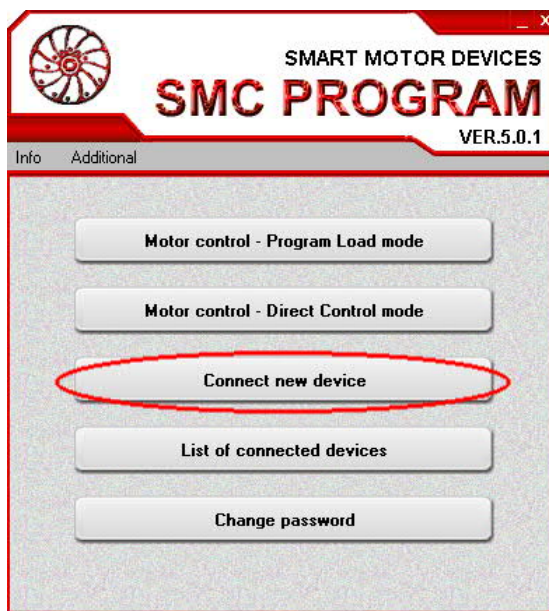 _ x
SMART MOTOR DEVICES
SMC PROGRAM
VER.5.0.1
Info Additional
Motor control - Program Load mode
Motor control - Direct Control mode
Connect new device
List of connected devices
Change password